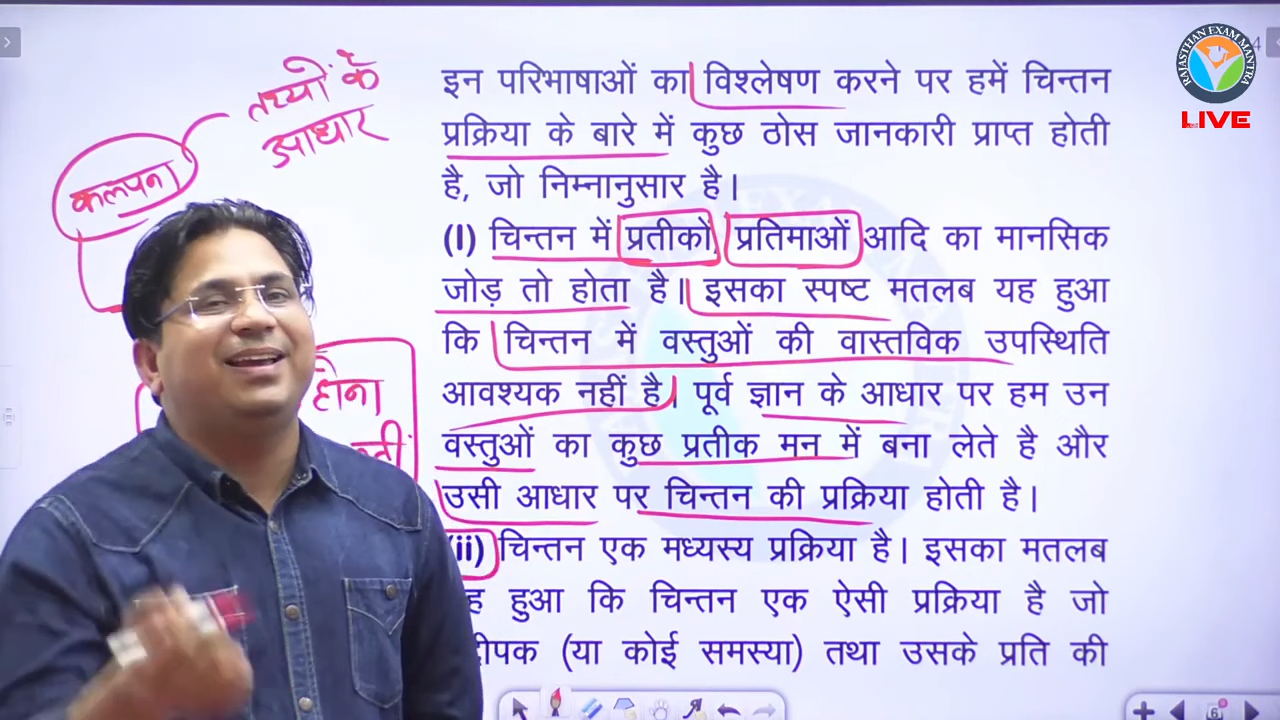 RAJASTHAN EXAM MANTRA
LIVE
तथ्यों के
आधार
कल्पना
होना
इन परिभाषाओं का विश्लेषण करने पर हमें चिन्तन
प्रक्रिया के बारे में कुछ ठोस जानकारी प्राप्त होती
है, जो निम्नानुसार है।
(I) चिन्तन में प्रतीकों, प्रतिमाओं आदि का मानसिक
जोड़ तो होता है। इसका स्पष्ट मतलब यह हुआ
कि चिन्तन में वस्तुओं की वास्तविक उपस्थिति
आवश्यक नहीं है। पूर्व ज्ञान के आधार पर हम उन
वस्तुओं का कुछ प्रतीक मन में बना लेते है और
उसी आधार पर चिन्तन की प्रक्रिया होती है।
(ii) चिन्तन एक मध्यस्य प्रक्रिया है। इसका मतलब
हुआ कि चिन्तन एक ऐसी प्रक्रिया है जो
(या कोई समस्या) तथा उसके प्रति की